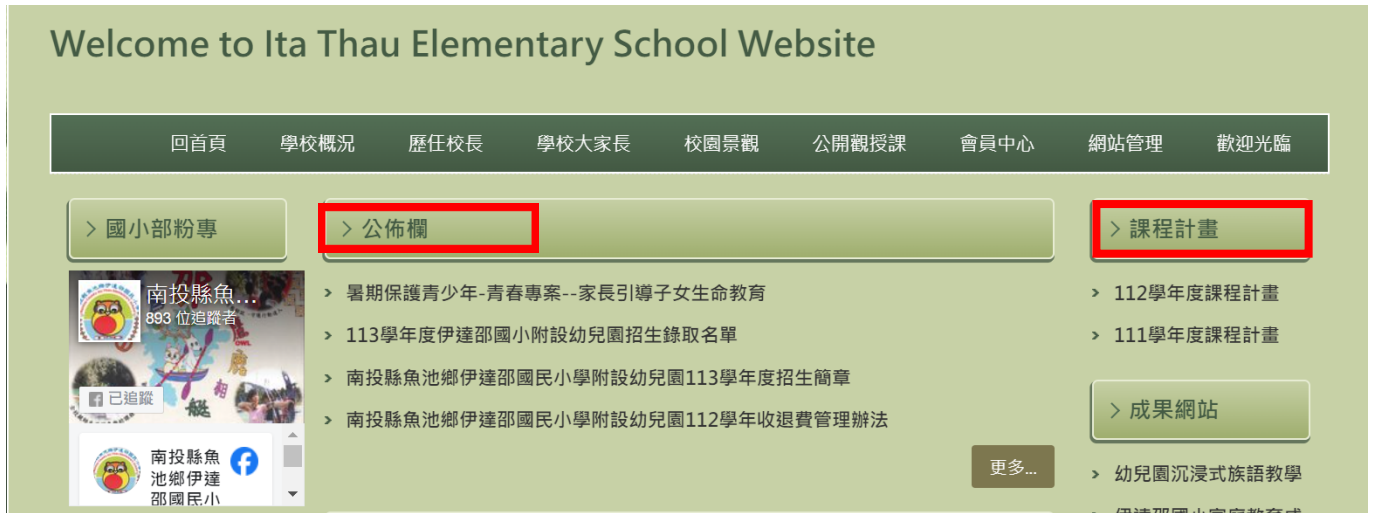 Welcome to Ita Thau Elementary School Website
回首頁 學校概況 歷任校長 學校大家長 校園景觀 公開觀授課 會員中心 網站管理 歡迎光臨
> 國小部粉專
南投縣魚...
893 位追蹤者
已追蹤
南投縣魚
池鄉伊達
邵國民小
> 公佈欄
> 暑期保護青少年-青春專案--家長引導子女生命教育
> 113學年度伊達邵國小附設幼兒園招生錄取名單
> 南投縣魚池鄉伊達邵國民小學附設幼兒園113學年度招生簡章
> 南投縣魚池鄉伊達邵國民小學附設幼兒園112學年收退費管理辦法
更多...
> 課程計畫
> 112學年度課程計畫
> 111學年度課程計畫
> 成果網站
> 幼兒園沉浸式族語教學